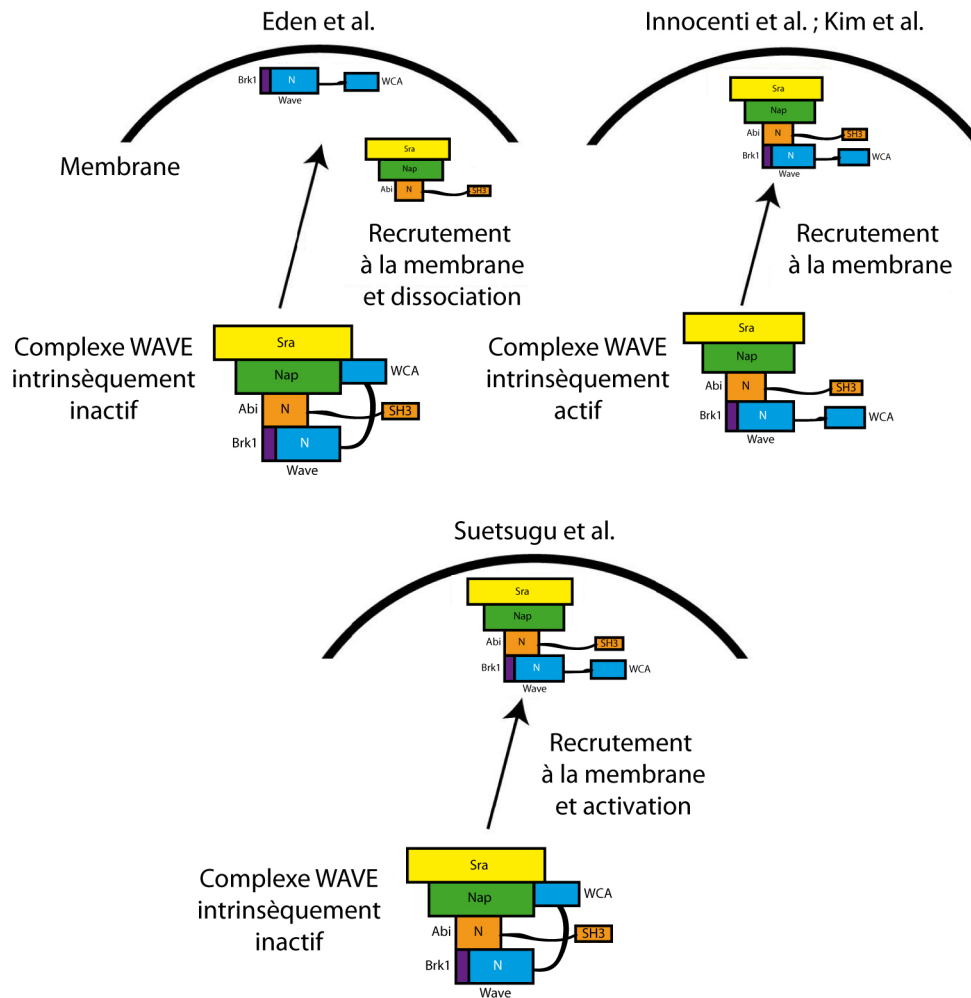 Eden et al.
Brk1
N
WCA
Wave
Membrane
Sra
Nap
Abi
N
SH3
Recrutement
à la membrane
et dissociation
Complexe WAVE
intrinsèquement
inactif
Sra
Nap
WCA
Abi
N
SH3
Brk1
N
Wave
Innocenti et al. ; Kim et al.
Sra
Nap
Abi
N
SH3
Brk1
N
WCA
Wave
Recrutement
à la membrane
Complexe WAVE
intrinsèquement
actif
Sra
Nap
Abi
N
SH3
Brk1
N
WCA
Wave
Suetsugu et al.
Sra
Nap
Abi
N
SH3
Brk1
N
WCA
Wave
Recrutement
à la membrane
et activation
Complexe WAVE
intrinsèquement
inactif
Sra
Nap
WCA
Abi
N
SH3
Brk1
N
Wave